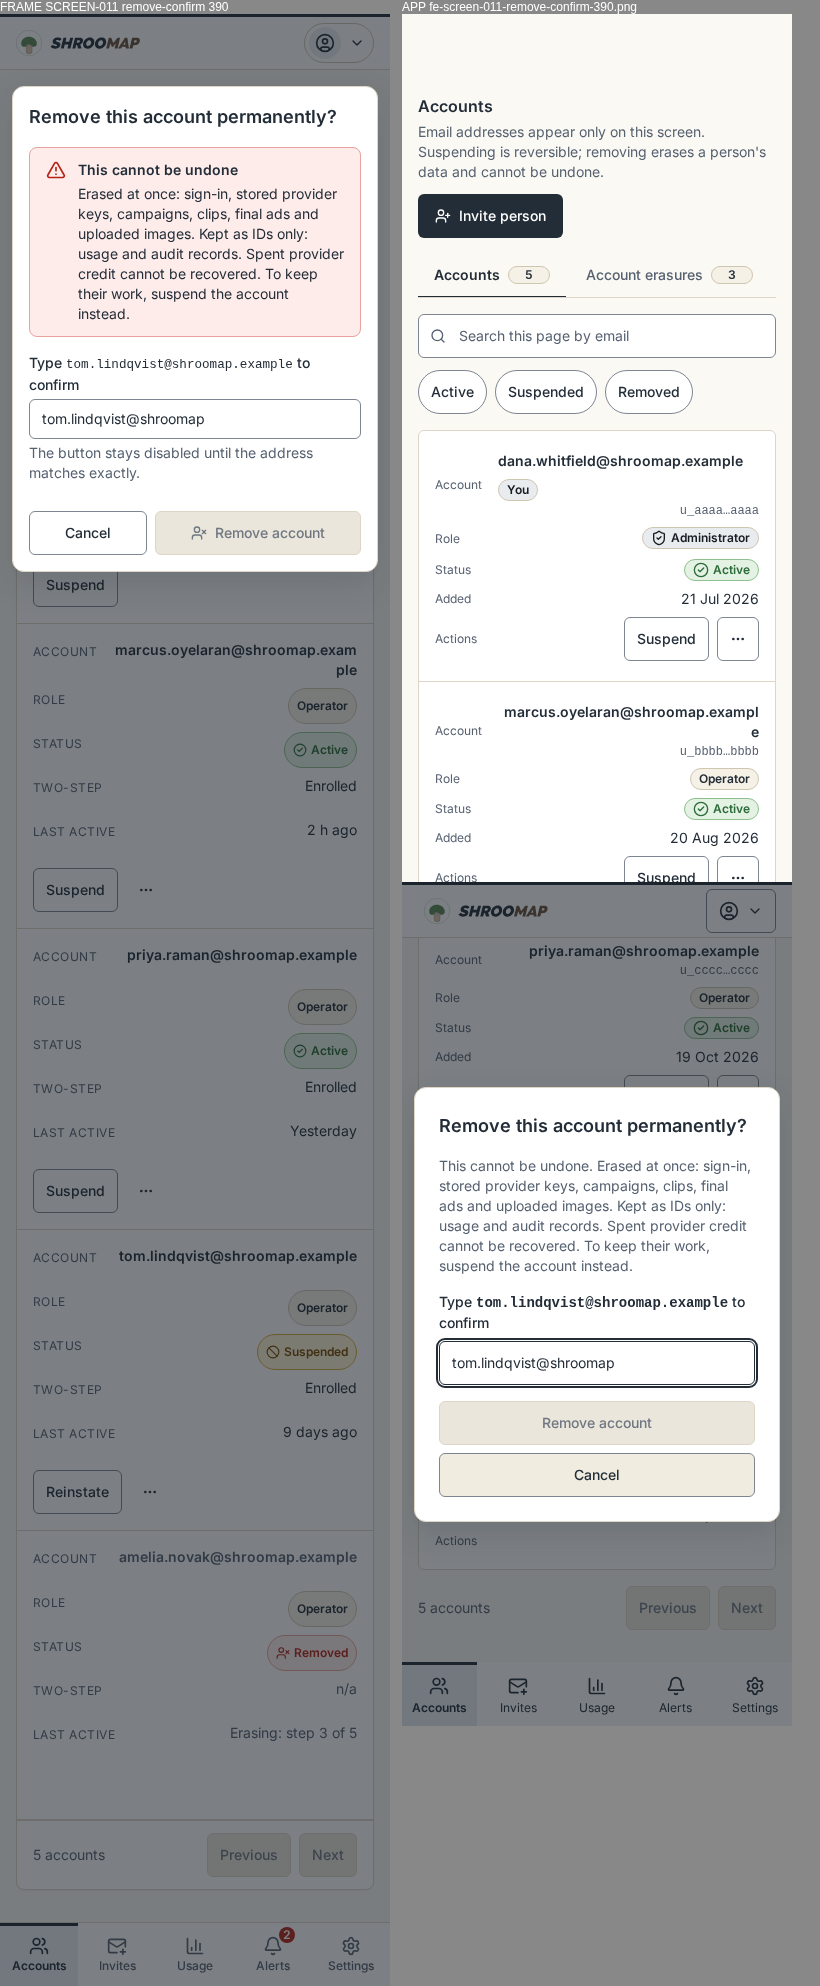 FRAME SCREEN-011 remove-confirm 390
SHROOMAP
Remove this account permanently?
This cannot be undone
Erased at once: sign-in, stored provider
keys, campaigns, clips, final ads and
uploaded images. Kept as IDs only:
usage and audit records. Spent provider
credit cannot be recovered. To keep
their work, suspend the account
instead.
Type tom.lindqvist@shroomap.example to
confirm
tom.lindqvist@shroomap
The button stays disabled until the address
matches exactly.
Cancel
Remove account
Suspend
ACCOUNT marcus.oyelaran@shroomap.exam
ple
ROLE Operator
STATUS Active
TWO-STEP Enrolled
LAST ACTIVE 2 h ago
Suspend
ACCOUNT priya.raman@shroomap.example
ROLE Operator
STATUS Active
TWO-STEP Enrolled
LAST ACTIVE Yesterday
Suspend
ACCOUNT tom.lindqvist@shroomap.example
ROLE Operator
STATUS Suspended
TWO-STEP Enrolled
LAST ACTIVE 9 days ago
Reinstate
ACCOUNT amelia.novak@shroomap.example
ROLE Operator
STATUS Removed
TWO-STEP n/a
LAST ACTIVE Erasing: step 3 of 5
5 accounts Previous Next
Accounts Invites Usage Alerts 2 Settings
APP fe-screen-011-remove-confirm-390.png
Accounts
Email addresses appear only on this screen.
Suspending is reversible; removing erases a person's
data and cannot be undone.
Invite person
Accounts 5 Account erasures 3
Search this page by email
Active Suspended Removed
Account dana.whitfield@shroomap.example
You
u_aaaa…aaaa
Role Administrator
Status Active
Added 21 Jul 2026
Actions Suspend
Account marcus.oyelaran@shroomap.exampl
e
u_bbbb…bbbb
Role Operator
Status Active
Added 20 Aug 2026
Actions Suspend
SHROOMAP
Account priya.raman@shroomap.example
u_cccc…cccc
Role Operator
Status Active
Added 19 Oct 2026
Remove this account permanently?
This cannot be undone. Erased at once: sign-in,
stored provider keys, campaigns, clips, final
ads and uploaded images. Kept as IDs only:
usage and audit records. Spent provider credit
cannot be recovered. To keep their work,
suspend the account instead.
Type tom.lindqvist@shroomap.example to
confirm
tom.lindqvist@shroomap
Remove account
Cancel
Actions
5 accounts Previous Next
Accounts Invites Usage Alerts Settings